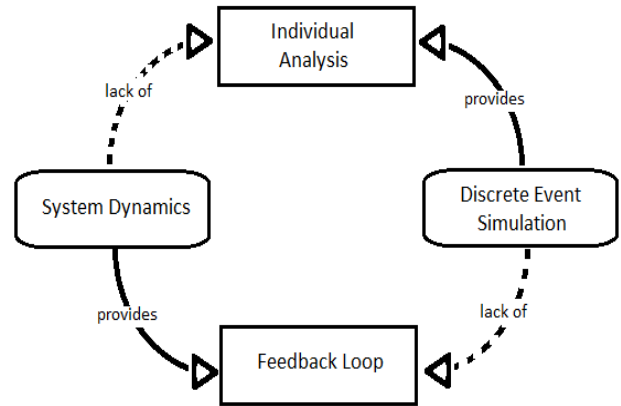 Individual
Analysis
lack of
provides
System Dynamics
Discrete Event
Simulation
provides
lack of
Feedback Loop